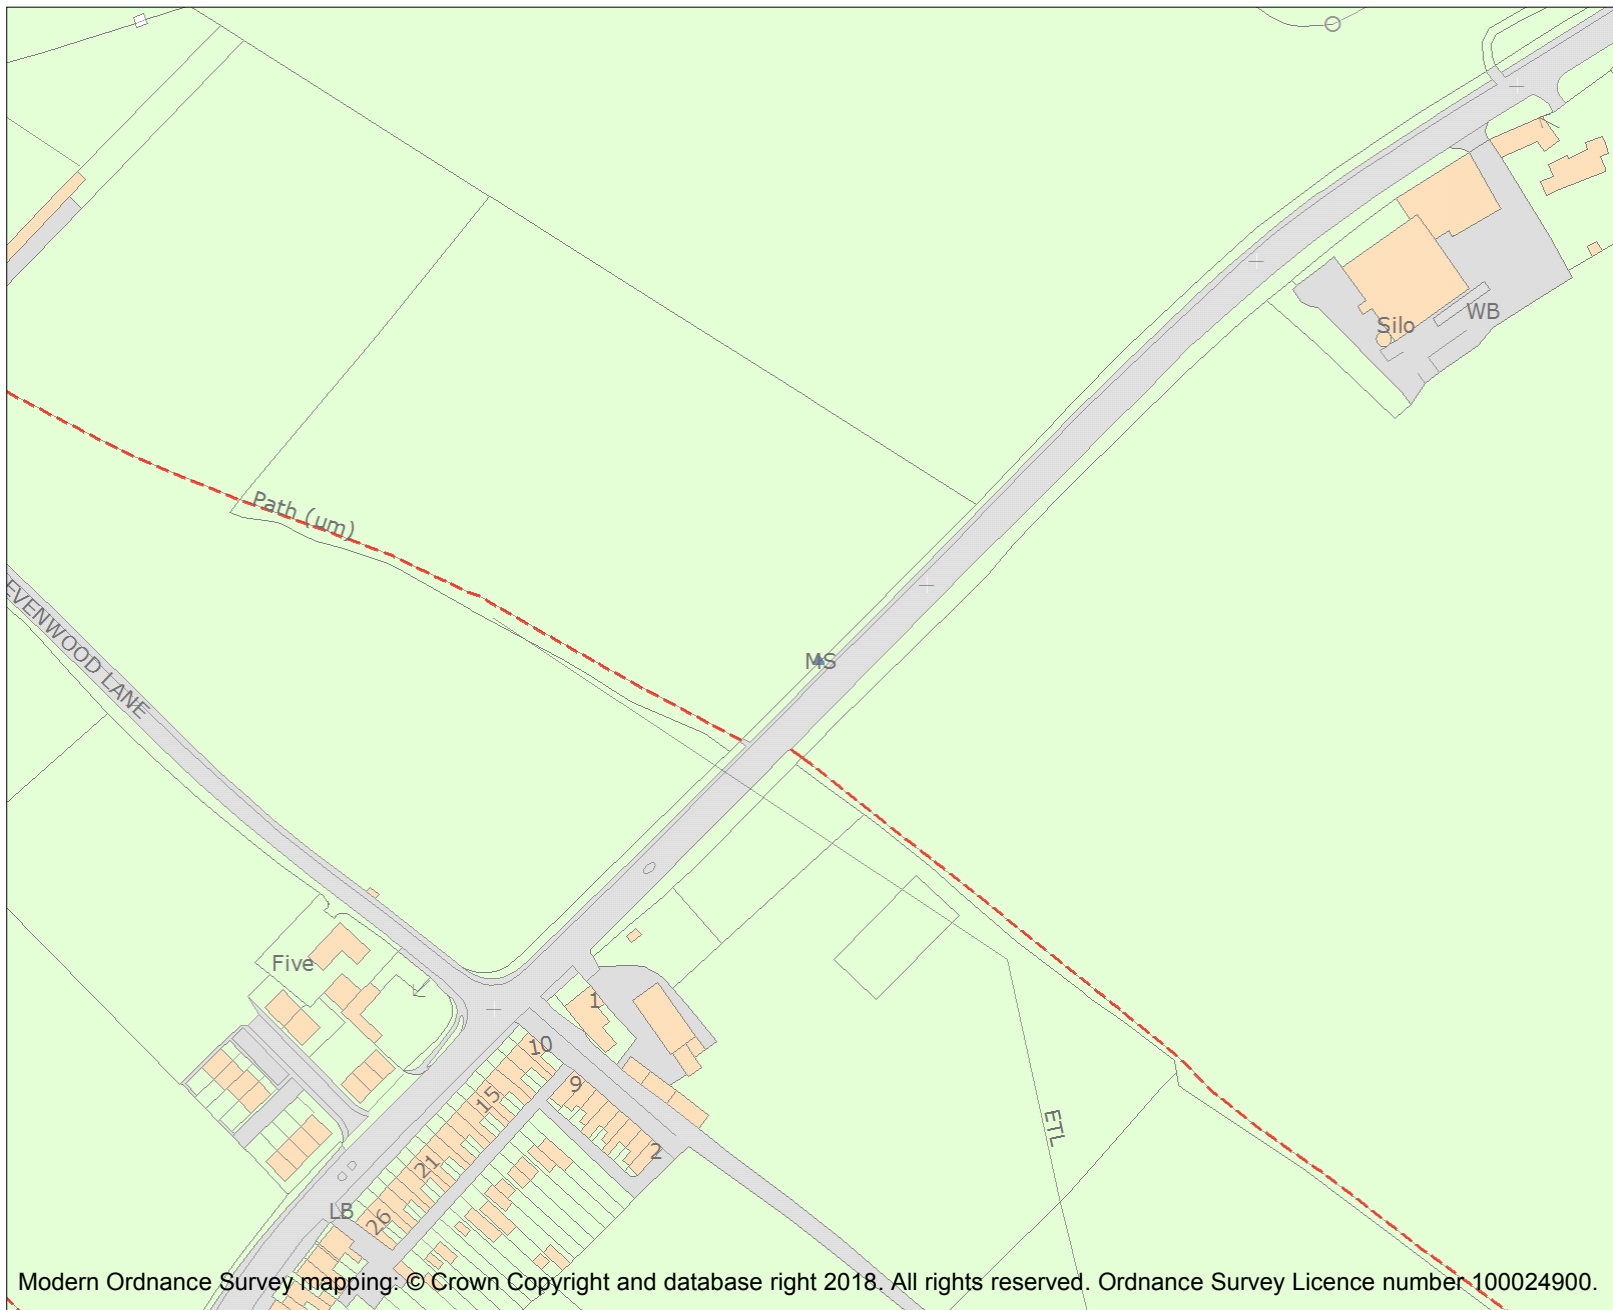 WB
Silo
Path (um)
MS
EVENWOOD LANE
Five
1
10
9
15
ETL
2
21
LB
26
Modern Ordnance Survey mapping: © Crown Copyright and database right 2018. All rights reserved. Ordnance Survey Licence number 100024900.